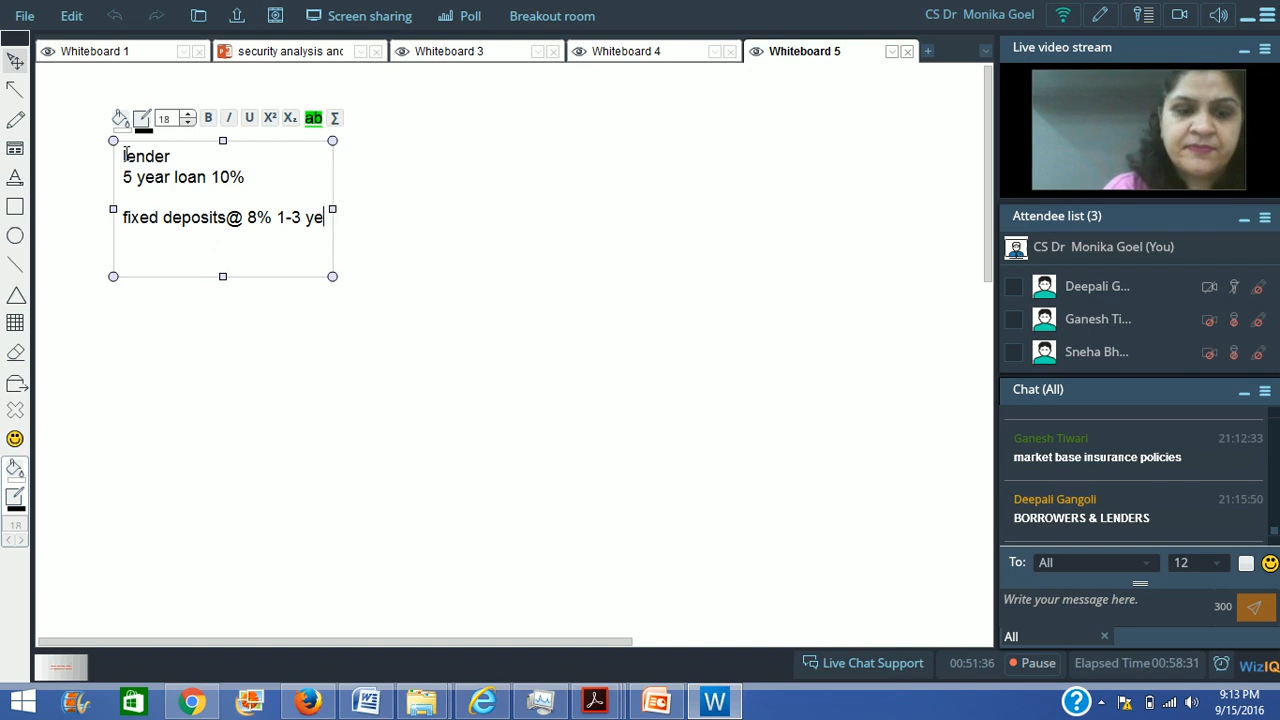 File Edit Screen sharing Poll Breakout room CS Dr Monika Goel
Whiteboard 1 security analysis and Whiteboard 3 Whiteboard 4 Whiteboard 5
18 B I U X² X₂ ab Σ
lender
5 year loan 10%
fixed deposits@ 8% 1-3 ye
18
Live video stream
Attendee list (3)
CS Dr Monika Goel (You)
Deepali G...
Ganesh Ti...
Sneha Bh...
Chat (All)
Ganesh Tiwari 21:12:33
market base insurance policies
Deepali Gangoli 21:15:50
BORROWERS & LENDERS
To: All 12
Write your message here. 300
All
Live Chat Support 00:51:36 Pause Elapsed Time 00:58:31 WizIQ
9:13 PM
9/15/2016